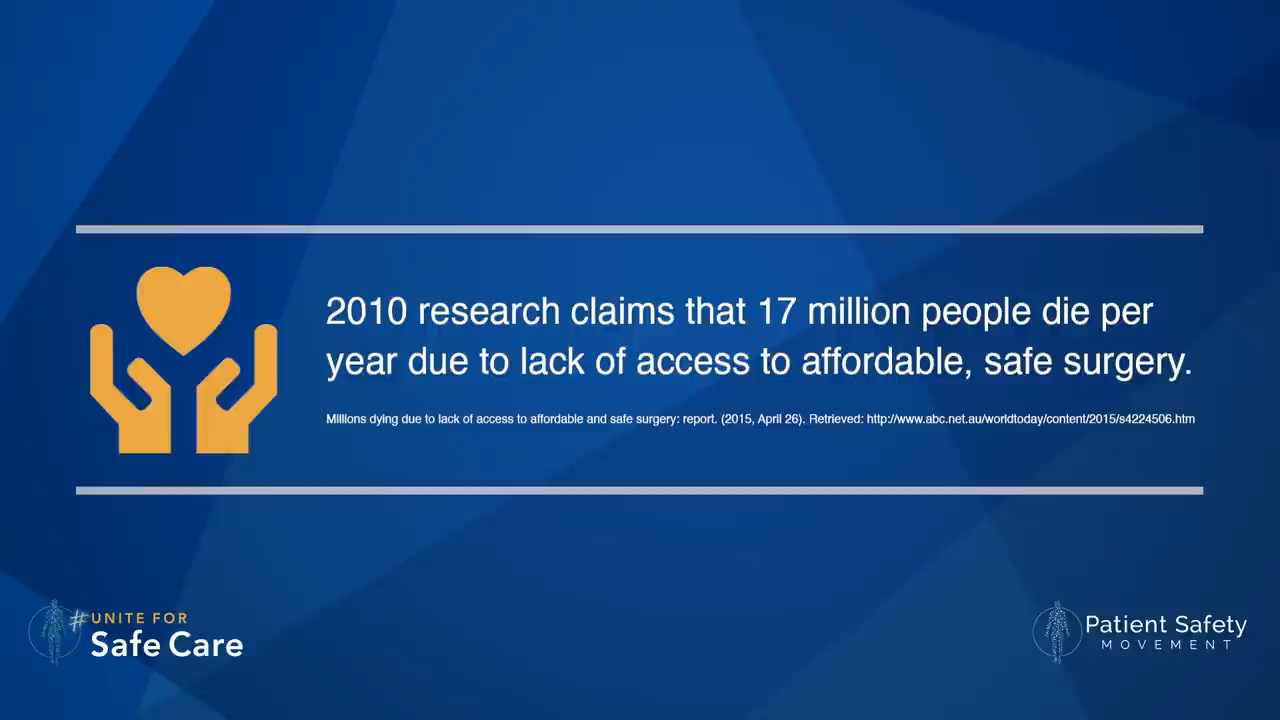 2010 research claims that 17 million people die per
year due to lack of access to affordable, safe surgery.
Millions dying due to lack of access to affordable and safe surgery: report. (2015, April 26). Retrieved: http://www.abc.net.au/worldtoday/content/2015/s4224506.htm
#UNITE FOR
Safe Care
Patient Safety
MOVEMENT